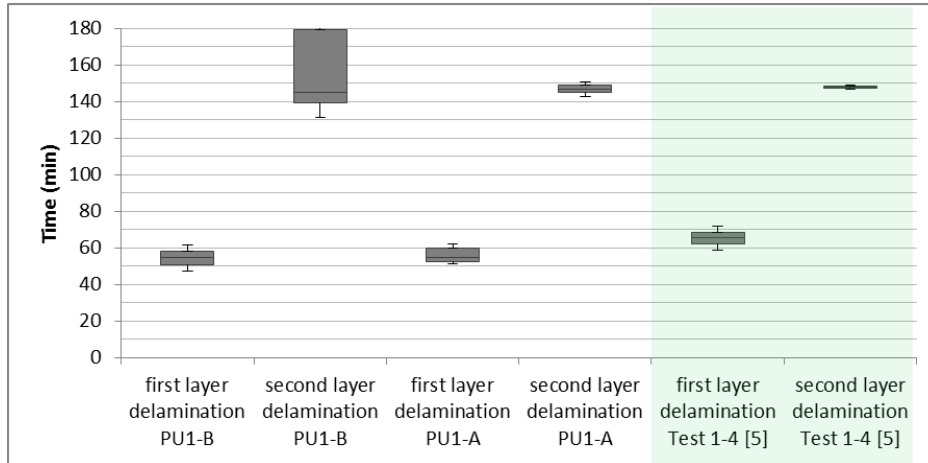 180
160
140
120
100
80
60
40
20
0
Time (min)
first layer
delamination
PU1-B
second layer
delamination
PU1-B
first layer
delamination
PU1-A
second layer
delamination
PU1-A
first layer
delamination
Test 1-4 [5]
second layer
delamination
Test 1-4 [5]